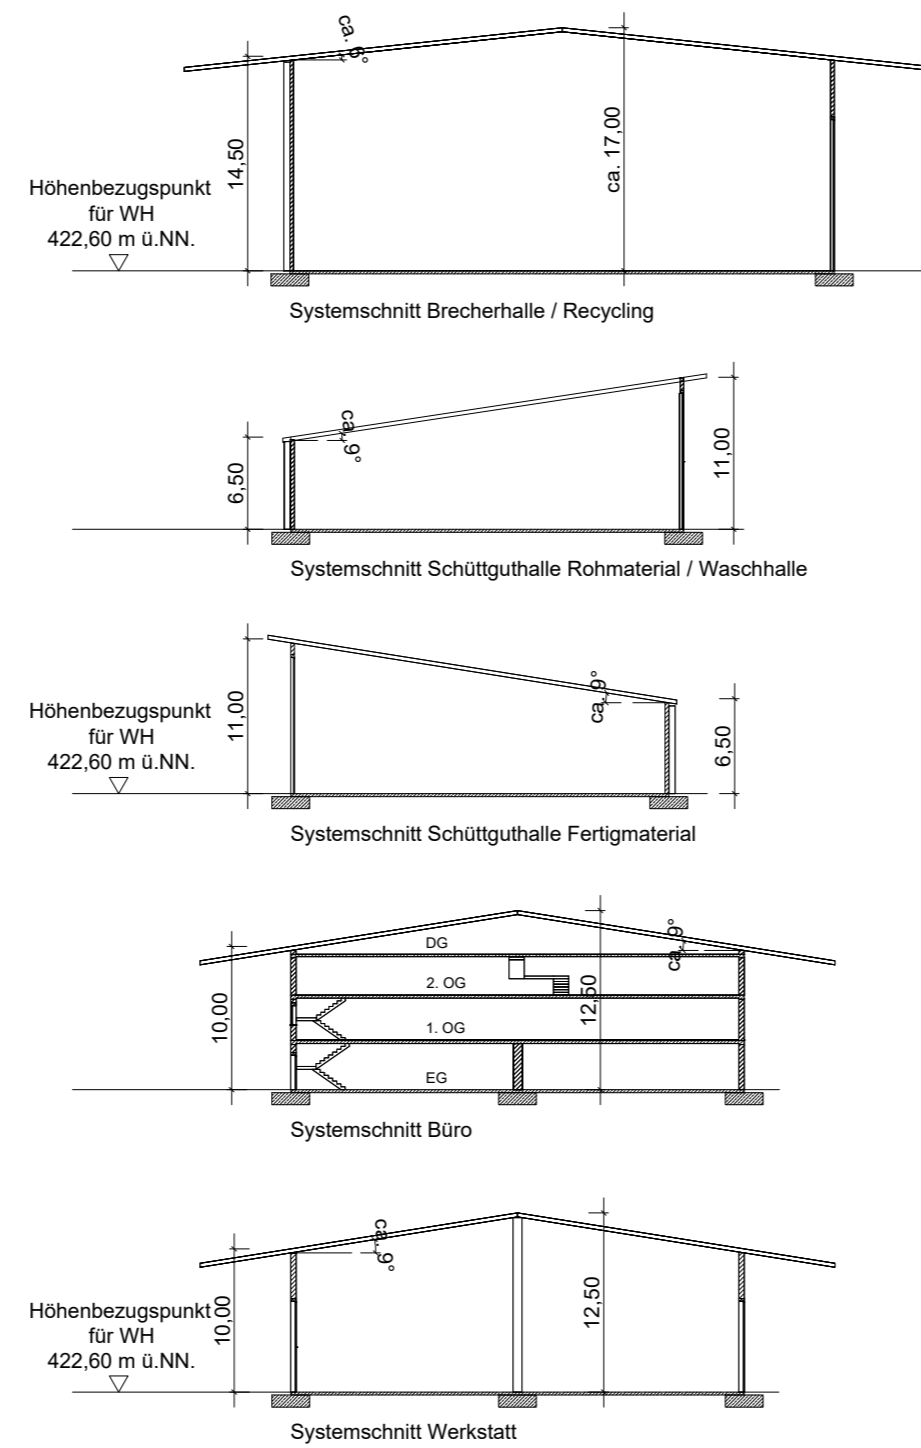 ca. 6°
14,50
ca. 17,00
Höhenbezugspunkt
für WH
422,60 m ü.NN.
Systemschnitt Brecherhalle / Recycling
ca. 9°
6,50
11,00
Systemschnitt Schüttguthalle Rohmaterial / Waschhalle
ca. 9°
11,00
6,50
Höhenbezugspunkt
für WH
422,60 m ü.NN.
Systemschnitt Schüttguthalle Fertigmaterial
ca. 9°
DG
2. OG
10,00
12,50
1. OG
EG
Systemschnitt Büro
ca. 9°
10,00
12,50
Höhenbezugspunkt
für WH
422,60 m ü.NN.
Systemschnitt Werkstatt